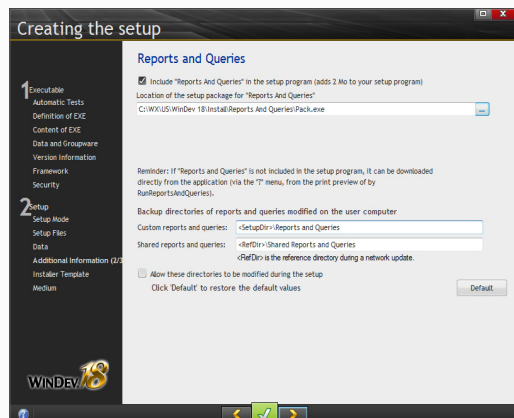 Creating the setup
Reports and Queries
Include "Reports And Queries" in the setup program (adds 2 Mo to your setup program)
Location of the setup package for "Reports And Queries"
C:\WX\US\WinDev 18\Install\Reports And Queries\Pack.exe
...
Reminder: If "Reports and Queries" is not included in the setup program, it can be downloaded
directly from the application (via the "?" menu, from the print preview of by
RunReportsAndQueries).
Backup directories of reports and queries modified on the user computer
Custom reports and queries:
<SetupDir>\Reports and Queries
Shared reports and queries:
<RefDir>\Shared Reports and Queries
<RefDir> is the reference directory during a network update.
Allow these directories to be modified during the setup
Click 'Default' to restore the default values
Default
1 Executable
Automatic Tests
Definition of EXE
Content of EXE
Data and Groupware
Version Information
Framework
Security
2 Setup
Setup Mode
Setup Files
Data
Additional Information (2/3
Installer Template
Medium
WINDEV 18